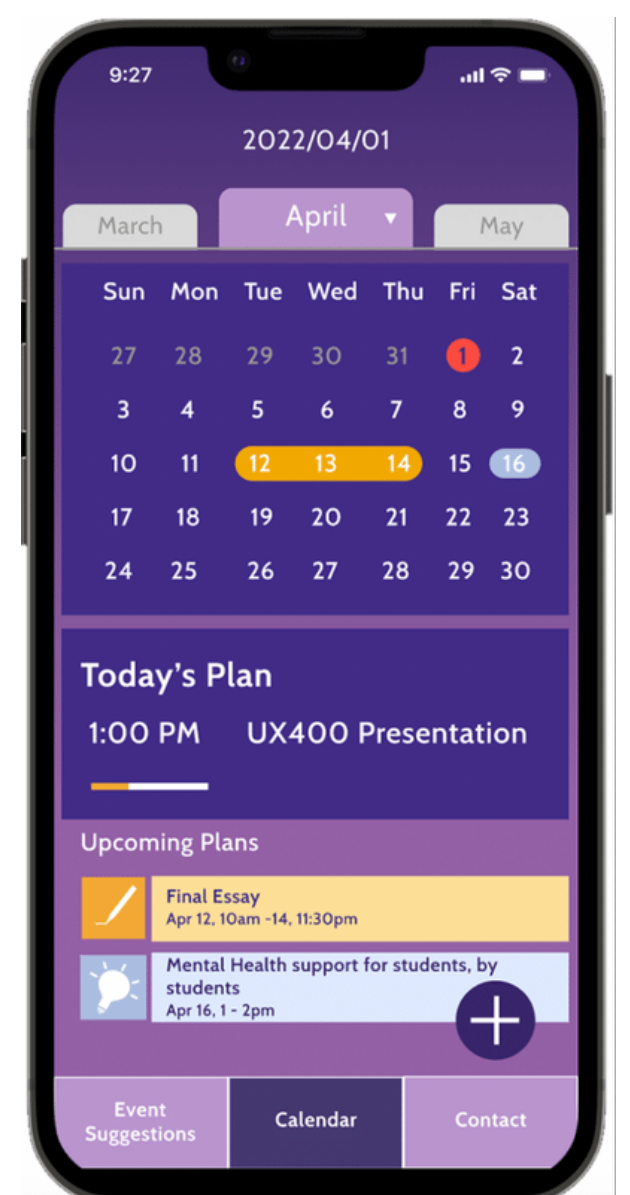 9:27
2022/04/01
March April May
Sun Mon Tue Wed Thu Fri Sat
27 28 29 30 31 1 2
3 4 5 6 7 8 9
10 11 12 13 14 15 16
17 18 19 20 21 22 23
24 25 26 27 28 29 30
Today's Plan
1:00 PM UX400 Presentation
Upcoming Plans
Final Essay
Apr 12, 10am -14, 11:30pm
Mental Health support for students, by
students
Apr 16, 1 - 2pm
Event
Suggestions
Calendar
Contact